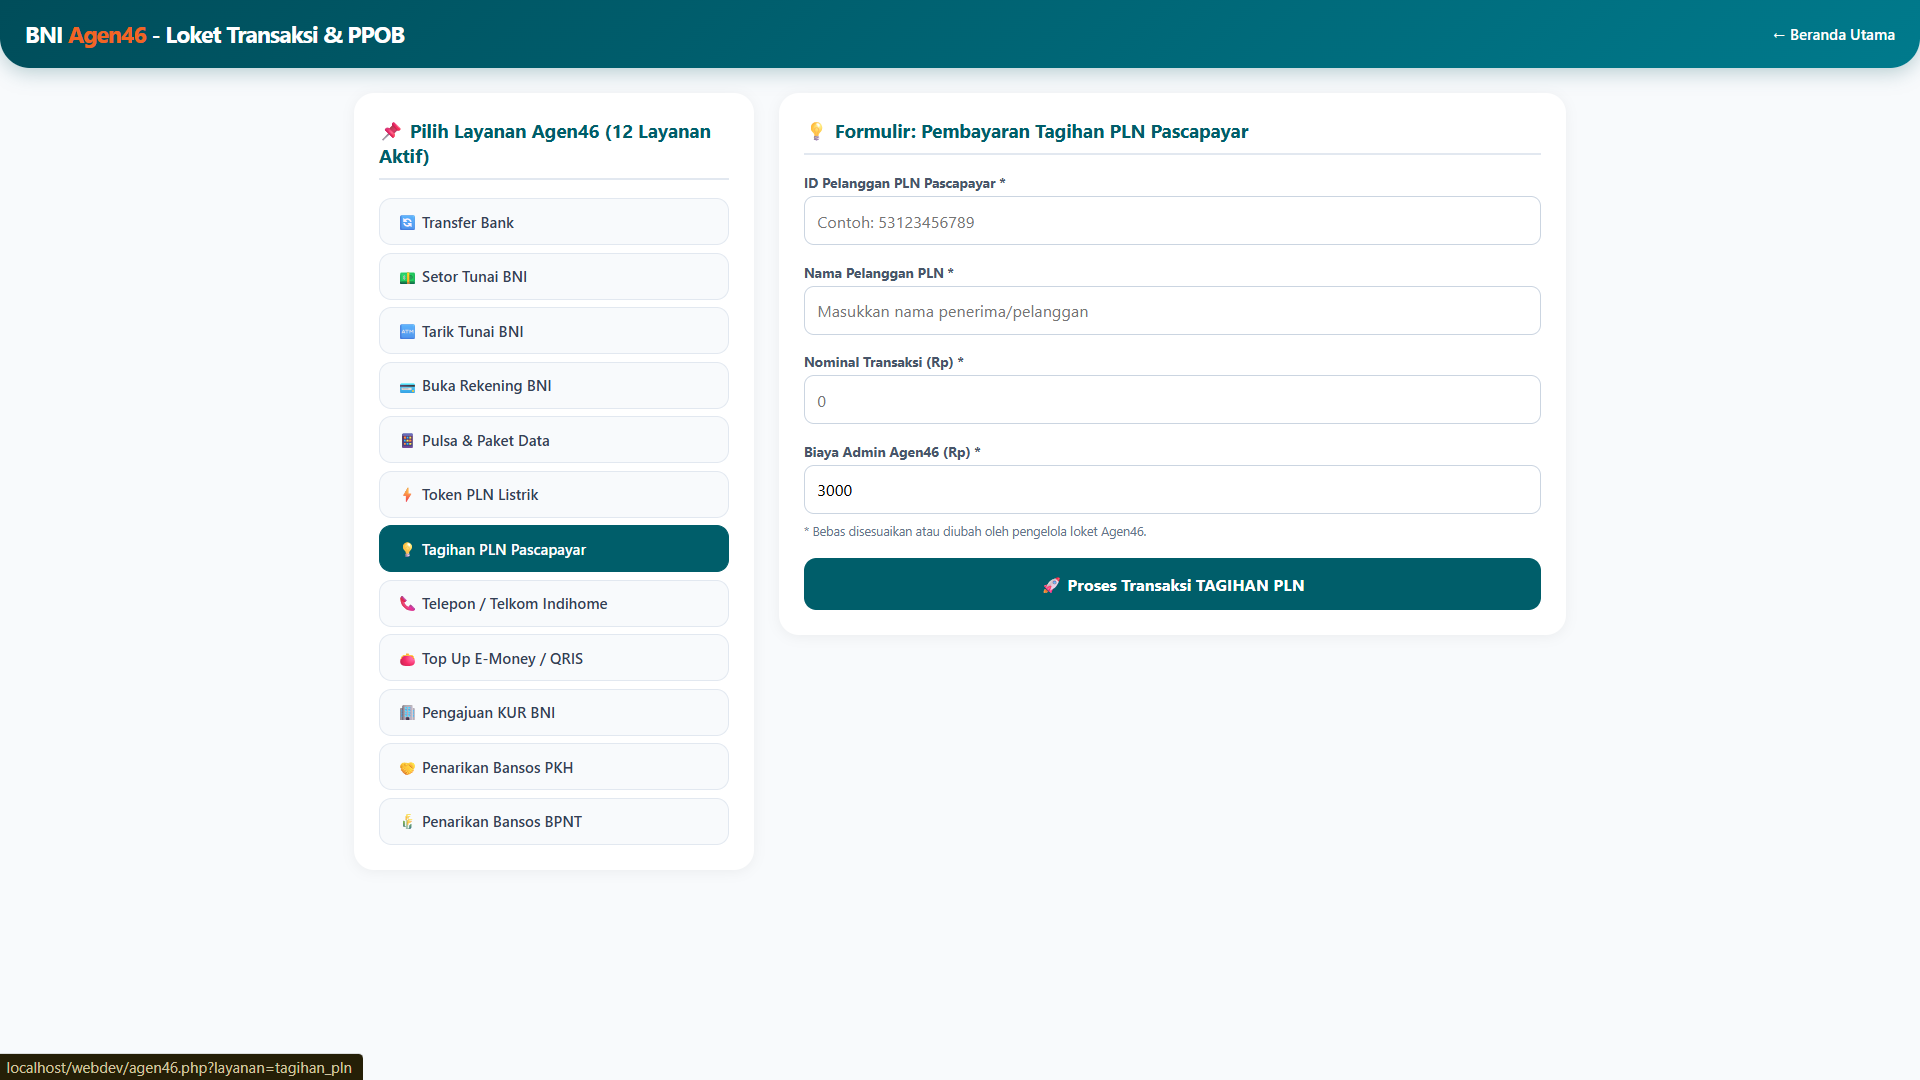 BNI Agen46 - Loket Transaksi & PPOB
← Beranda Utama
📌 Pilih Layanan Agen46 (12 Layanan
Aktif)
🔄 Transfer Bank
💵 Setor Tunai BNI
🏧 Tarik Tunai BNI
💳 Buka Rekening BNI
📱 Pulsa & Paket Data
⚡ Token PLN Listrik
💡 Tagihan PLN Pascapayar
📞 Telepon / Telkom Indihome
👛 Top Up E-Money / QRIS
🏢 Pengajuan KUR BNI
🤝 Penarikan Bansos PKH
🌾 Penarikan Bansos BPNT
💡 Formulir: Pembayaran Tagihan PLN Pascapayar
ID Pelanggan PLN Pascapayar *
Contoh: 53123456789
Nama Pelanggan PLN *
Masukkan nama penerima/pelanggan
Nominal Transaksi (Rp) *
0
Biaya Admin Agen46 (Rp) *
3000
* Bebas disesuaikan atau diubah oleh pengelola loket Agen46.
🚀 Proses Transaksi TAGIHAN PLN
localhost/webdev/agen46.php?layanan=tagihan_pln